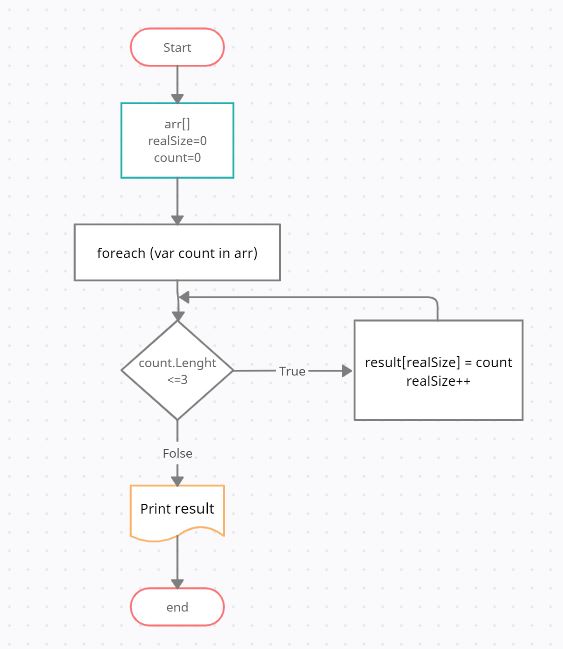 Start
arr[]
realSize=0
count=0
foreach (var count in arr)
count.Lenght
<=3
True
result[realSize] = count
realSize++
Folse
Print result
end